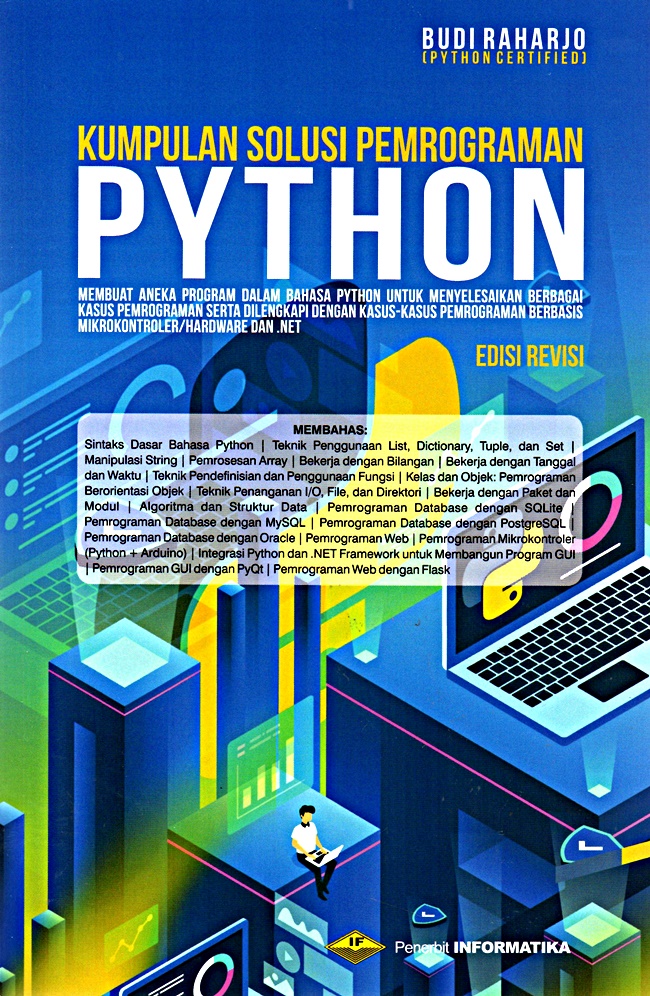 BUDI RAHARJO
(PYTHON CERTIFIED)
KUMPULAN SOLUSI PEMROGRAMAN
PYTHON
MEMBUAT ANEKA PROGRAM DALAM BAHASA PYTHON UNTUK MENYELESAIKAN BERBAGAI
KASUS PEMROGRAMAN SERTA DILENGKAPI DENGAN KASUS-KASUS PEMROGRAMAN BERBASIS
MIKROKONTROLER/HARDWARE DAN .NET
EDISI REVISI
MEMBAHAS:
Sintaks Dasar Bahasa Python | Teknik Penggunaan List, Dictionary, Tuple, dan Set |
Manipulasi String | Pemrosesan Array | Bekerja dengan Bilangan | Bekerja dengan Tanggal
dan Waktu | Teknik Pendefinisian dan Penggunaan Fungsi | Kelas dan Objek: Pemrograman
Berorientasi Objek | Teknik Penanganan I/O, File, dan Direktori | Bekerja dengan Paket dan
Modul | Algoritma dan Struktur Data | Pemrograman Database dengan SQLite |
Pemrograman Database dengan MySQL | Pemrograman Database dengan PostgreSQL |
Pemrograman Database dengan Oracle | Pemrograman Web | Pemrograman Mikrokontroler
(Python + Arduino) | Integrasi Python dan .NET Framework untuk Membangun Program GUI
| Pemrograman GUI dengan PyQt | Pemrograman Web dengan Flask
IF Penerbit INFORMATIKA